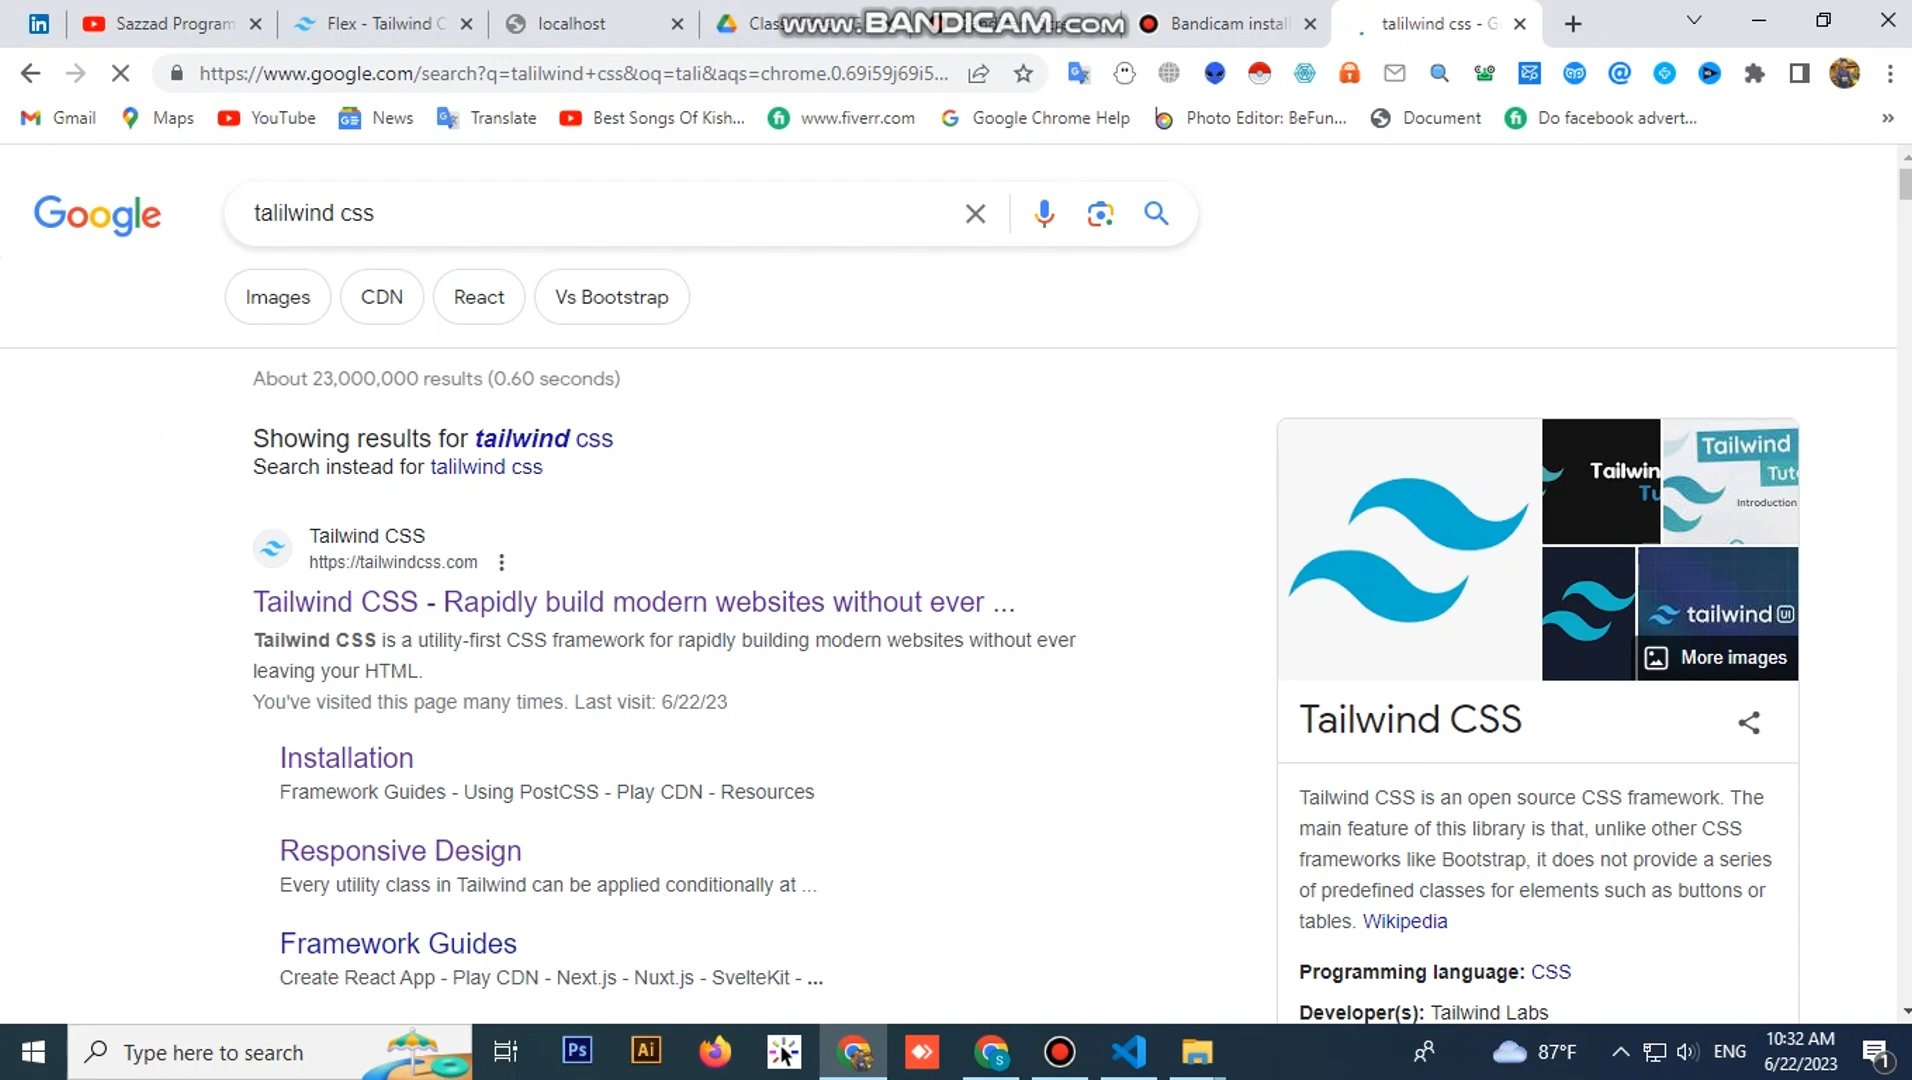 Sazzad Program
Flex - Tailwind C
localhost
Clas
www.BANDICAM.com
Bandicam instal
talilwind css - G
https://www.google.com/search?q=talilwind+css&oq=tali&aqs=chrome.0.69i59j69i5...
Gmail
Maps
YouTube
News
Translate
Best Songs Of Kish...
www.fiverr.com
Google Chrome Help
Photo Editor: BeFun...
Document
Do facebook advert...
Google
talilwind css
Images
CDN
React
Vs Bootstrap
About 23,000,000 results (0.60 seconds)
Showing results for tailwind css
Search instead for talilwind css
Tailwind CSS
https://tailwindcss.com
Tailwind CSS - Rapidly build modern websites without ever ...
Tailwind CSS is a utility-first CSS framework for rapidly building modern websites without ever
leaving your HTML.
You've visited this page many times. Last visit: 6/22/23
Installation
Framework Guides - Using PostCSS - Play CDN - Resources
Responsive Design
Every utility class in Tailwind can be applied conditionally at ...
Framework Guides
Create React App - Play CDN - Next.js - Nuxt.js - SvelteKit - ...
Tailwin
Tu
Tailwind
Tut
Introduction
tailwind UI
More images
Tailwind CSS
Tailwind CSS is an open source CSS framework. The
main feature of this library is that, unlike other CSS
frameworks like Bootstrap, it does not provide a series
of predefined classes for elements such as buttons or
tables. Wikipedia
Programming language: CSS
Developer(s): Tailwind Labs
Type here to search
Ps
Ai
S
87°F
ENG
10:32 AM
6/22/2023
1